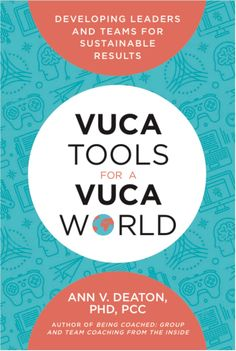 DEVELOPING LEADERS
AND TEAMS FOR
SUSTAINABLE
RESULTS
VUCA
TOOLS
FOR A
VUCA
WORLD
ANN V. DEATON,
PHD, PCC
AUTHOR OF BEING COACHED: GROUP
AND TEAM COACHING FROM THE INSIDE